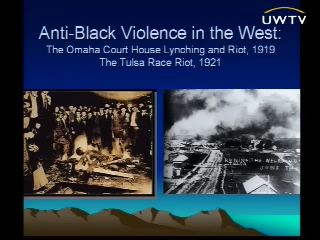 UWTV
Anti-Black Violence in the West:
The Omaha Court House Lynching and Riot, 1919
The Tulsa Race Riot, 1921